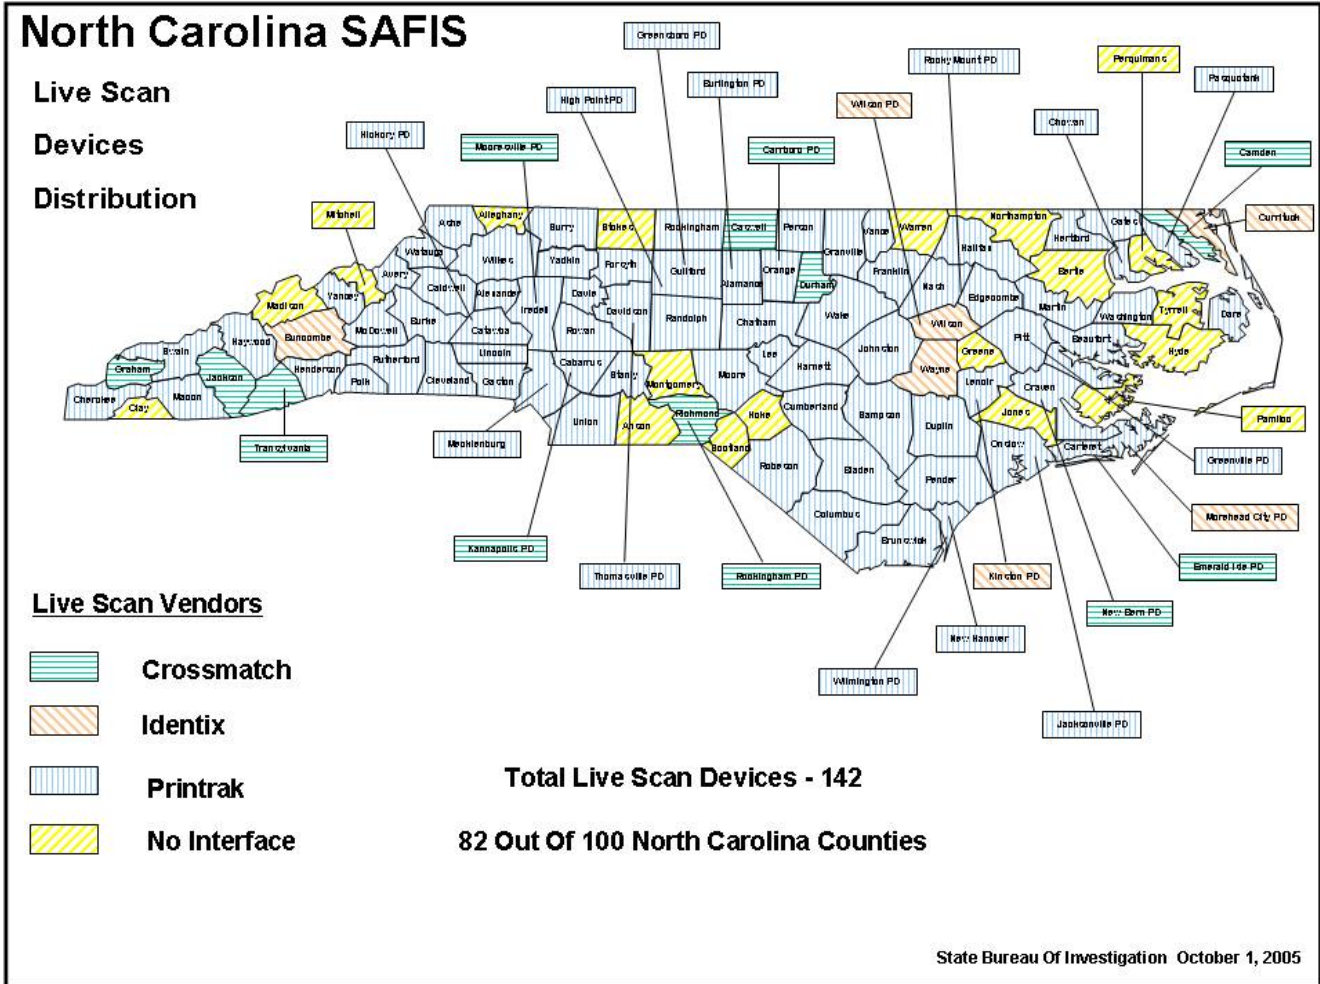 North Carolina SAFIS
Live Scan
Devices
Distribution
Greensboro PD
Rocky Mount PD
Perquimans
Pasquotank
Burlington PD
High Point PD
Wilson PD
Chowan
Hickory PD
Mooresville PD
Carrboro PD
Camden
Mitchell
Currituck
Ashe
Alleghany
Surry
Stokes
Rockingham
Caswell
Person
Granville
Vance
Warren
Northampton
Gates
Hertford
Halifax
Watauga
Wilkes
Yadkin
Forsyth
Guilford
Alamance
Orange
Durham
Franklin
Nash
Bertie
Avery
Caldwell
Alexander
Iredell
Davie
Davidson
Randolph
Chatham
Wake
Edgecombe
Martin
Washington
Tyrrell
Dare
Madison
Yancey
McDowell
Burke
Catawba
Rowan
Wilson
Pitt
Beaufort
Hyde
Buncombe
Haywood
Swain
Graham
Rutherford
Lincoln
Cabarrus
Stanly
Montgomery
Moore
Lee
Harnett
Johnston
Wayne
Greene
Lenoir
Craven
Jackson
Henderson
Polk
Cleveland
Gaston
Cherokee
Clay
Macon
Union
Anson
Richmond
Hoke
Scotland
Cumberland
Sampson
Duplin
Jones
Onslow
Carteret
Pamlico
Transylvania
Mecklenburg
Robeson
Bladen
Pender
Greenville PD
Columbus
Brunswick
Morehead City PD
Kannapolis PD
Thomasville PD
Rockingham PD
Kinston PD
Emerald Isle PD
New Bern PD
New Hanover
Wilmington PD
Jacksonville PD
Live Scan Vendors
Crossmatch
Identix
Printrak
No Interface
Total Live Scan Devices - 142
82 Out Of 100 North Carolina Counties
State Bureau Of Investigation October 1, 2005